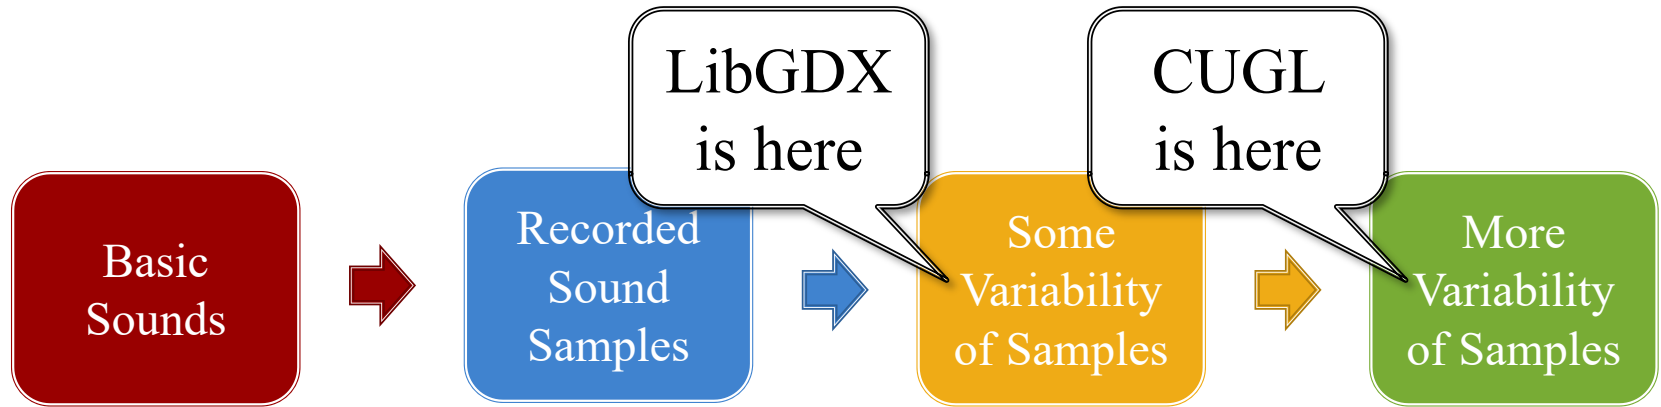 LibGDX
is here
CUGL
is here
Basic
Sounds
Recorded
Sound
Samples
Some
Variability
of Samples
More
Variability
of Samples